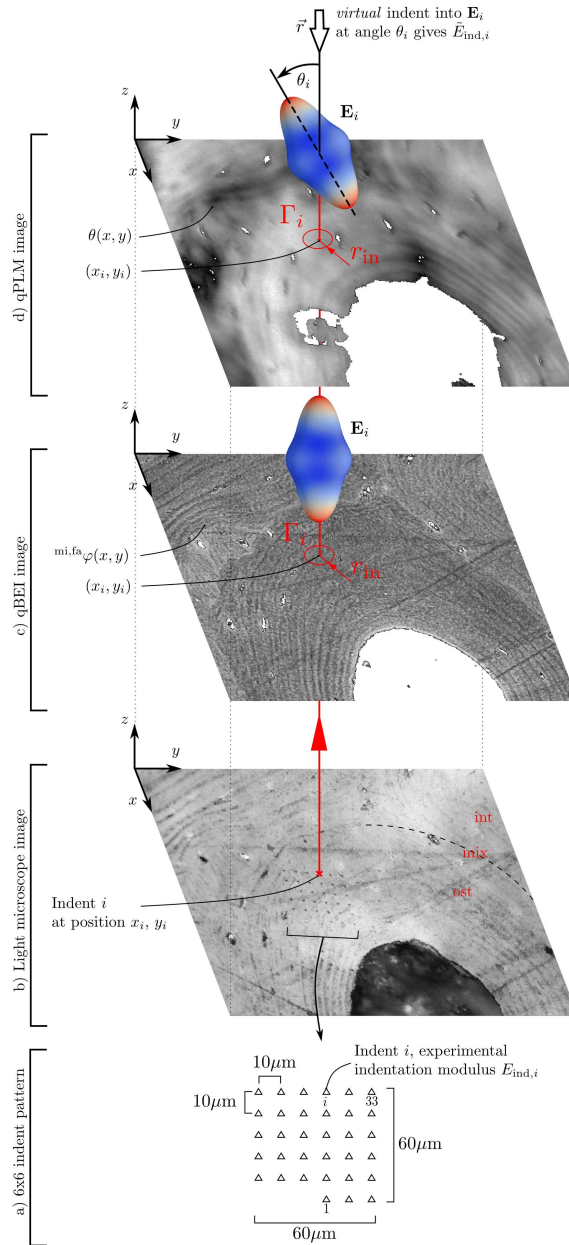 virtual indent into E_i
at angle θ_i gives Ẽ_ind,i
r⃗
θ_i
E_i
z
y
x
Γ_i
θ(x, y)
r_in
(x_i, y_i)
d) qPLM image
z
E_i
y
x
Γ_i
^mi,fa φ(x, y)
r_in
(x_i, y_i)
c) qBEI image
z
y
x
int
mix
ost
Indent i
at position x_i, y_i
b) Light microscope image
Indent i, experimental
indentation modulus E_ind,i
10μm
10μm
i
33
60μm
1
60μm
a) 6x6 indent pattern